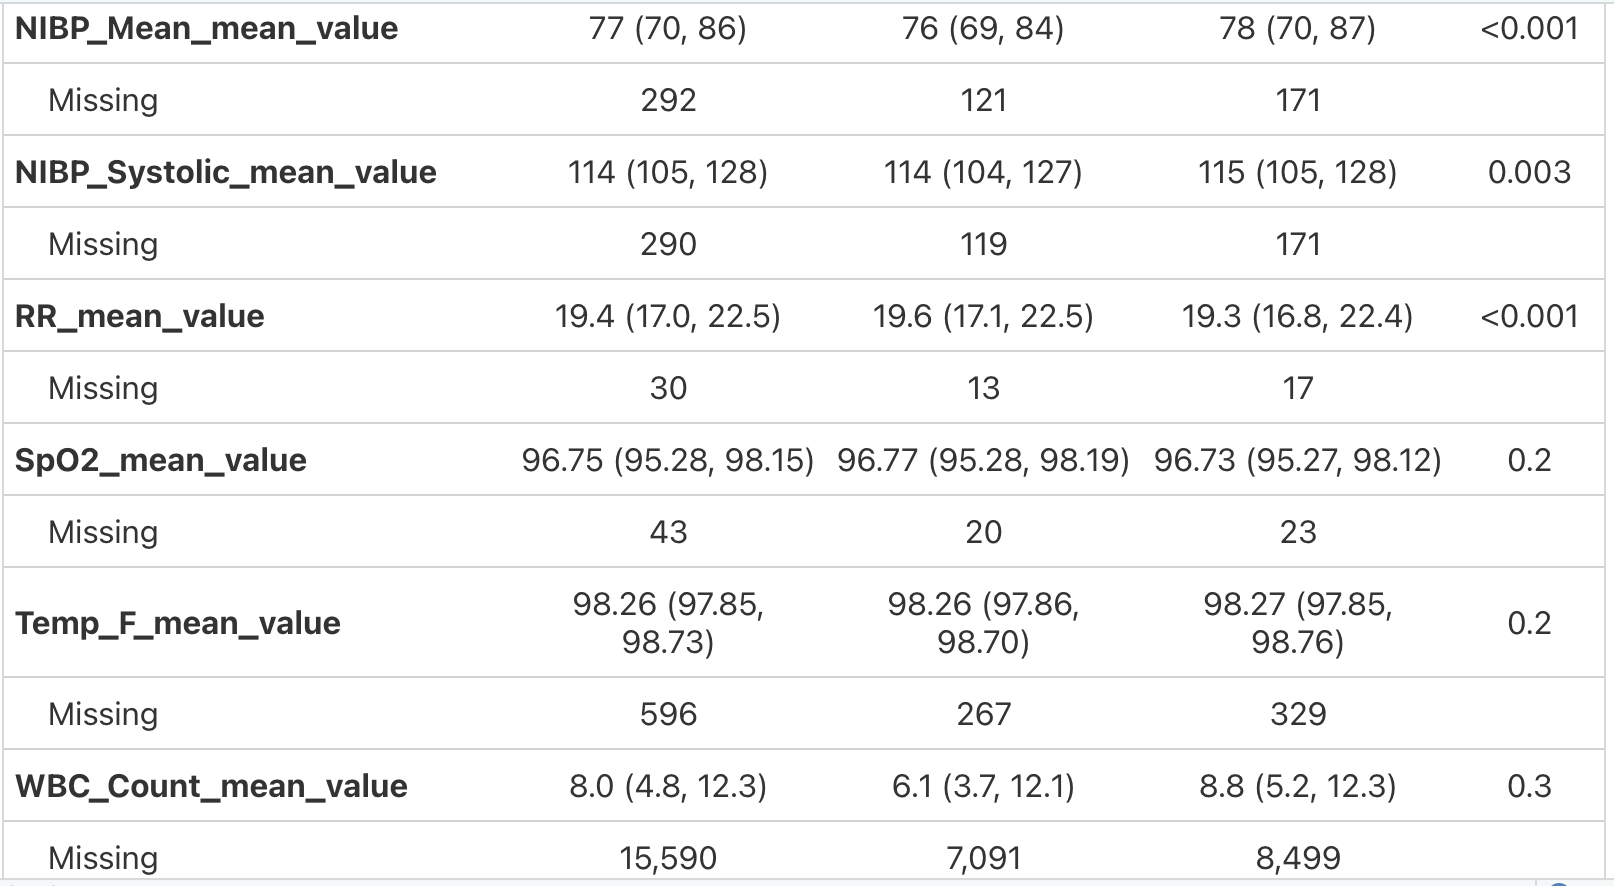 NIBP_Mean_mean_value 77 (70, 86) 76 (69, 84) 78 (70, 87) <0.001
Missing 292 121 171
NIBP_Systolic_mean_value 114 (105, 128) 114 (104, 127) 115 (105, 128) 0.003
Missing 290 119 171
RR_mean_value 19.4 (17.0, 22.5) 19.6 (17.1, 22.5) 19.3 (16.8, 22.4) <0.001
Missing 30 13 17
SpO2_mean_value 96.75 (95.28, 98.15) 96.77 (95.28, 98.19) 96.73 (95.27, 98.12) 0.2
Missing 43 20 23
Temp_F_mean_value 98.26 (97.85, 98.73) 98.26 (97.86, 98.70) 98.27 (97.85, 98.76) 0.2
Missing 596 267 329
WBC_Count_mean_value 8.0 (4.8, 12.3) 6.1 (3.7, 12.1) 8.8 (5.2, 12.3) 0.3
Missing 15,590 7,091 8,499